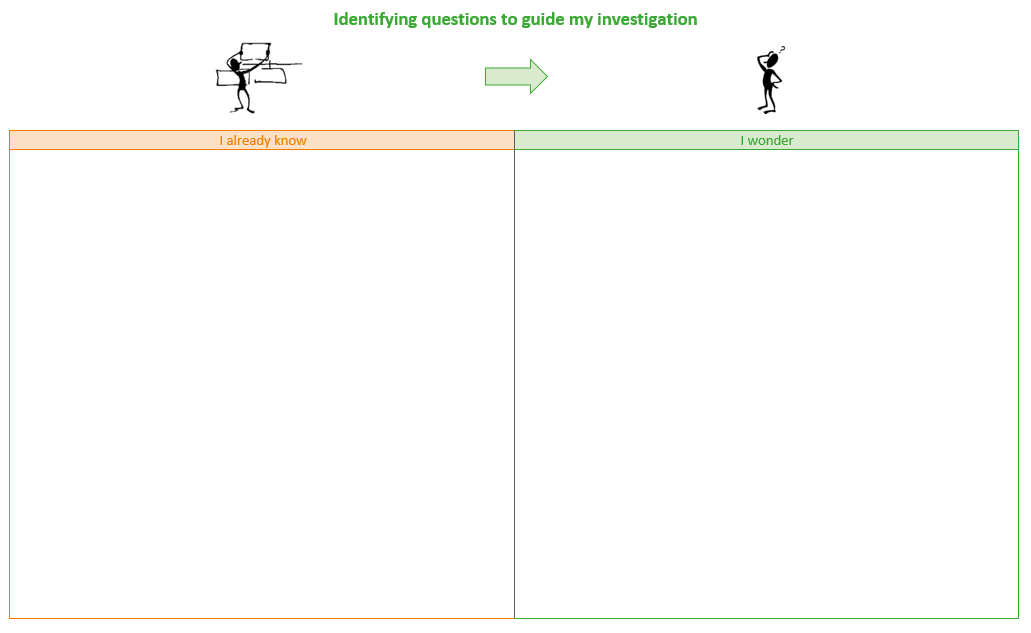 Identifying questions to guide my investigation
?
I already know
I wonder